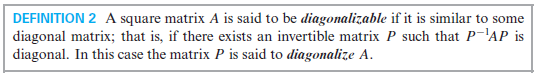 DEFINITION 2 A square matrix A is said to be diagonalizable if it is similar to some
diagonal matrix; that is, if there exists an invertible matrix P such that P⁻¹AP is
diagonal. In this case the matrix P is said to diagonalize A.